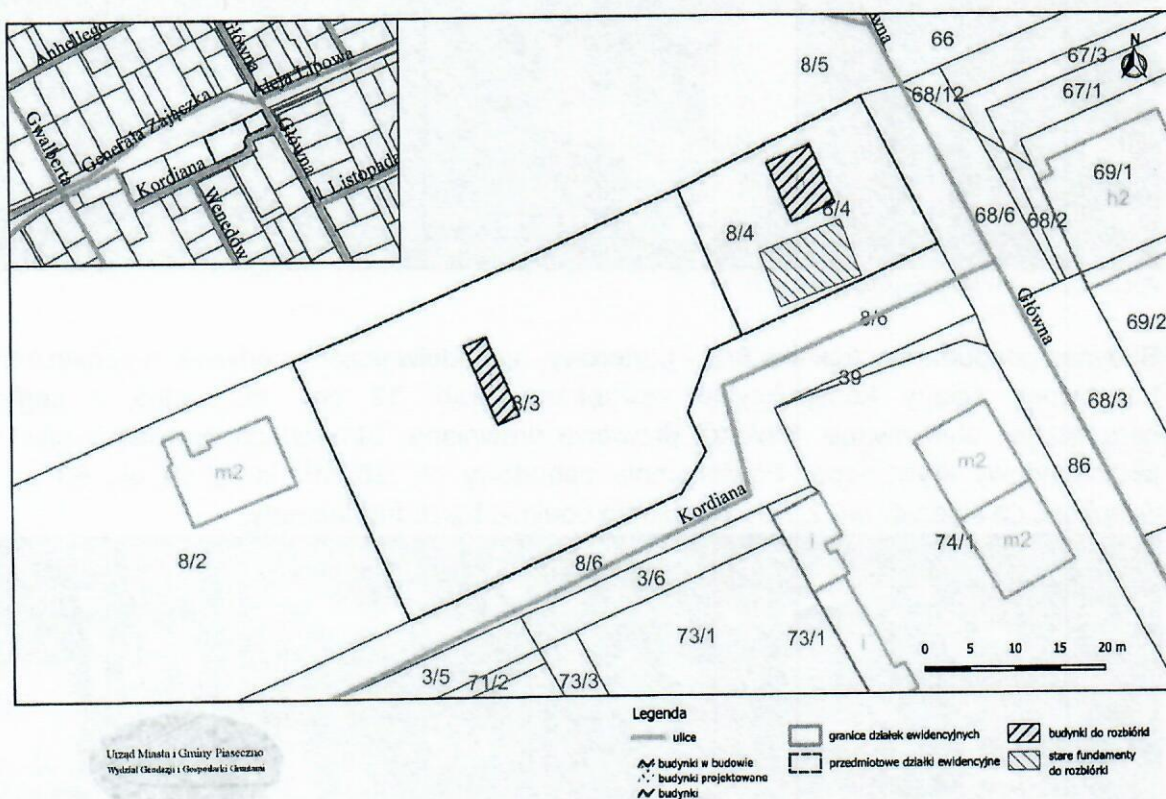 Anhellego
Główna
Aleja Lipowa
Gwalberta
Generała Zajączka
Kordiana
Główna
1 Listopada
Wenedów
N
wna
66
67/3
8/5
68/12
67/1
69/1
h2
8/4
8/4
68/6
68/2
Główna
69/2
8/6
39
68/3
8/3
m2
m2
86
Kordiana
8/2
74/1
m2
8/6
3/6
i
73/1
73/1
i
3/5
71/2
73/3
0 5 10 15 20 m
Legenda
ulice
budynki w budowie
budynki projektowane
budynki
granice działek ewidencyjnych
przedmiotowe działki ewidencyjne
budynki do rozbiórki
stare fundamenty
do rozbiórki
Urząd Miasta i Gminy Piaseczno
Wydział Geodezji i Gospodarki Gruntami